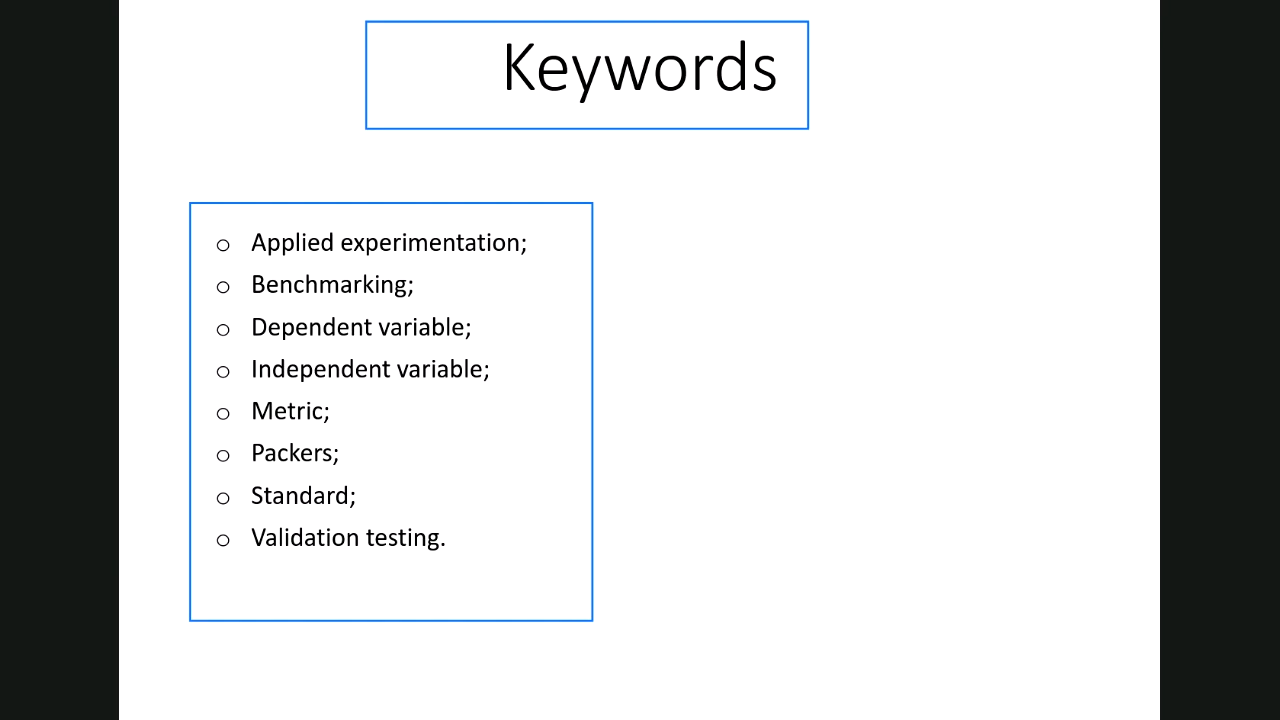 Keywords
o Applied experimentation;
o Benchmarking;
o Dependent variable;
o Independent variable;
o Metric;
o Packers;
o Standard;
o Validation testing.